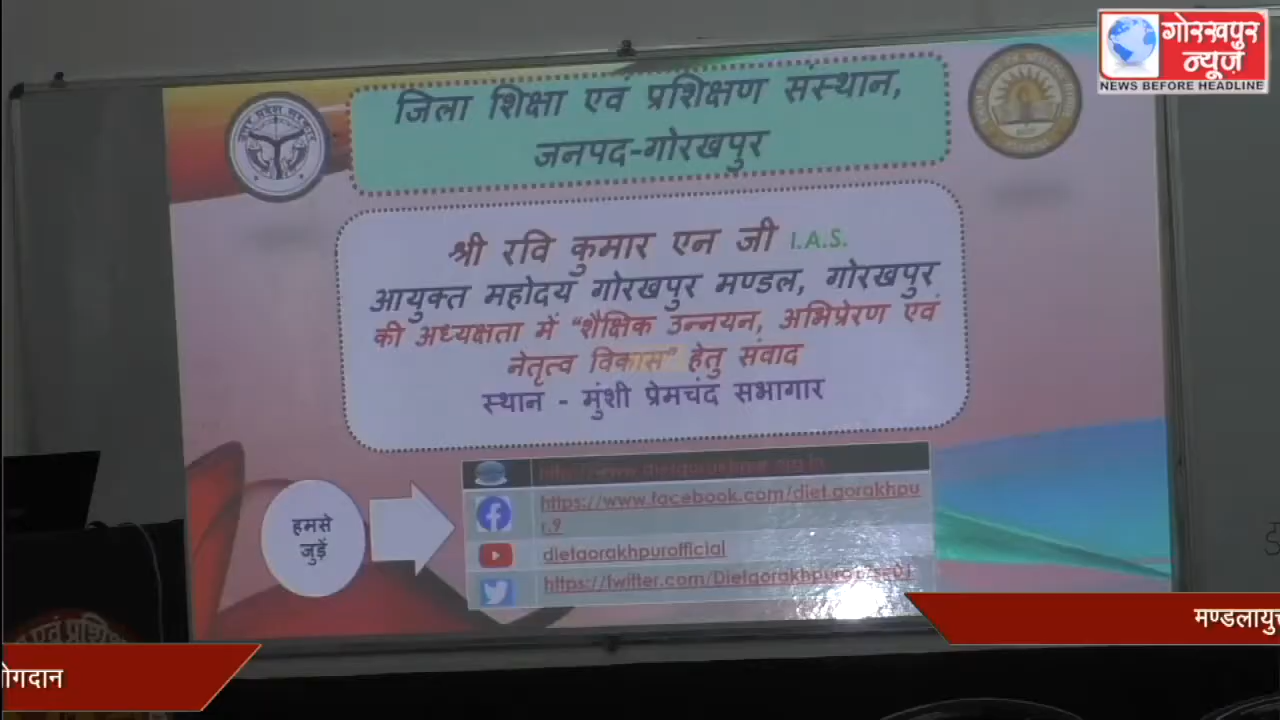 गोरखपुर
न्यूज़
NEWS BEFORE HEADLINE
जिला शिक्षा एवं प्रशिक्षण संस्थान,
जनपद-गोरखपुर
श्री रवि कुमार एन जी I.A.S.
आयुक्त महोदय गोरखपुर मण्डल, गोरखपुर
की अध्यक्षता में "शैक्षिक उन्नयन, अभिप्रेरण एवं
नेतृत्व विकास" हेतु संवाद
स्थान - मुंशी प्रेमचंद सभागार
हमसे
जुड़ें
https://www.facebook.com/diet.gorakhpu
r.9
dietgorakhpurofficial
मण्डलायुक्
ोगदान